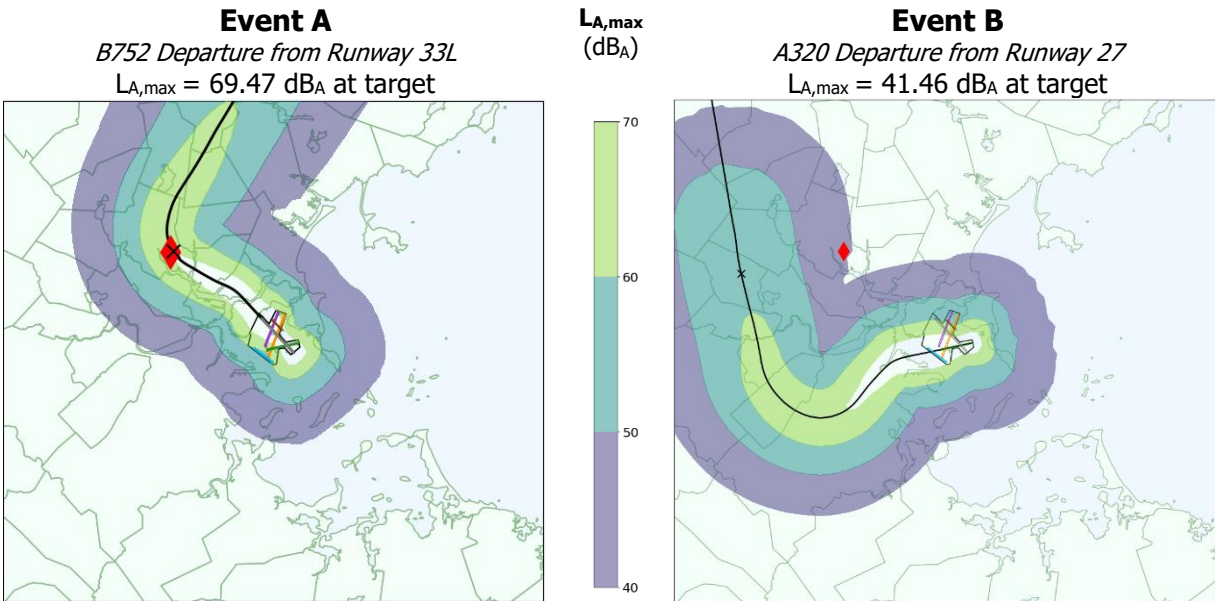 Event A
B752 Departure from Runway 33L
LA,max = 69.47 dBA at target
LA,max
(dBA)
70
60
50
40
Event B
A320 Departure from Runway 27
LA,max = 41.46 dBA at target